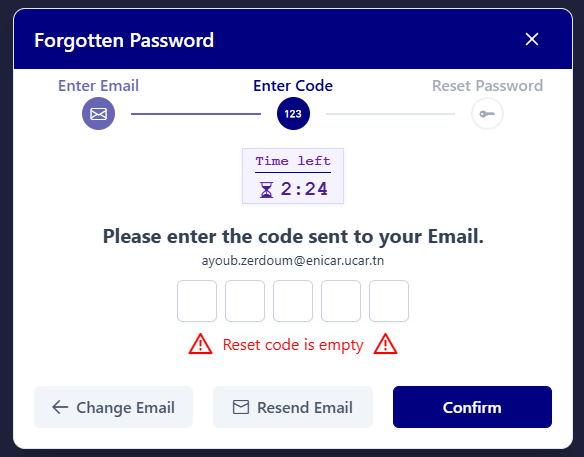 Forgotten Password
Enter Email
Enter Code
Reset Password
123
Time left
2:24
Please enter the code sent to your Email.
ayoub.zerdoum@enicar.ucar.tn
Reset code is empty
Change Email
Resend Email
Confirm